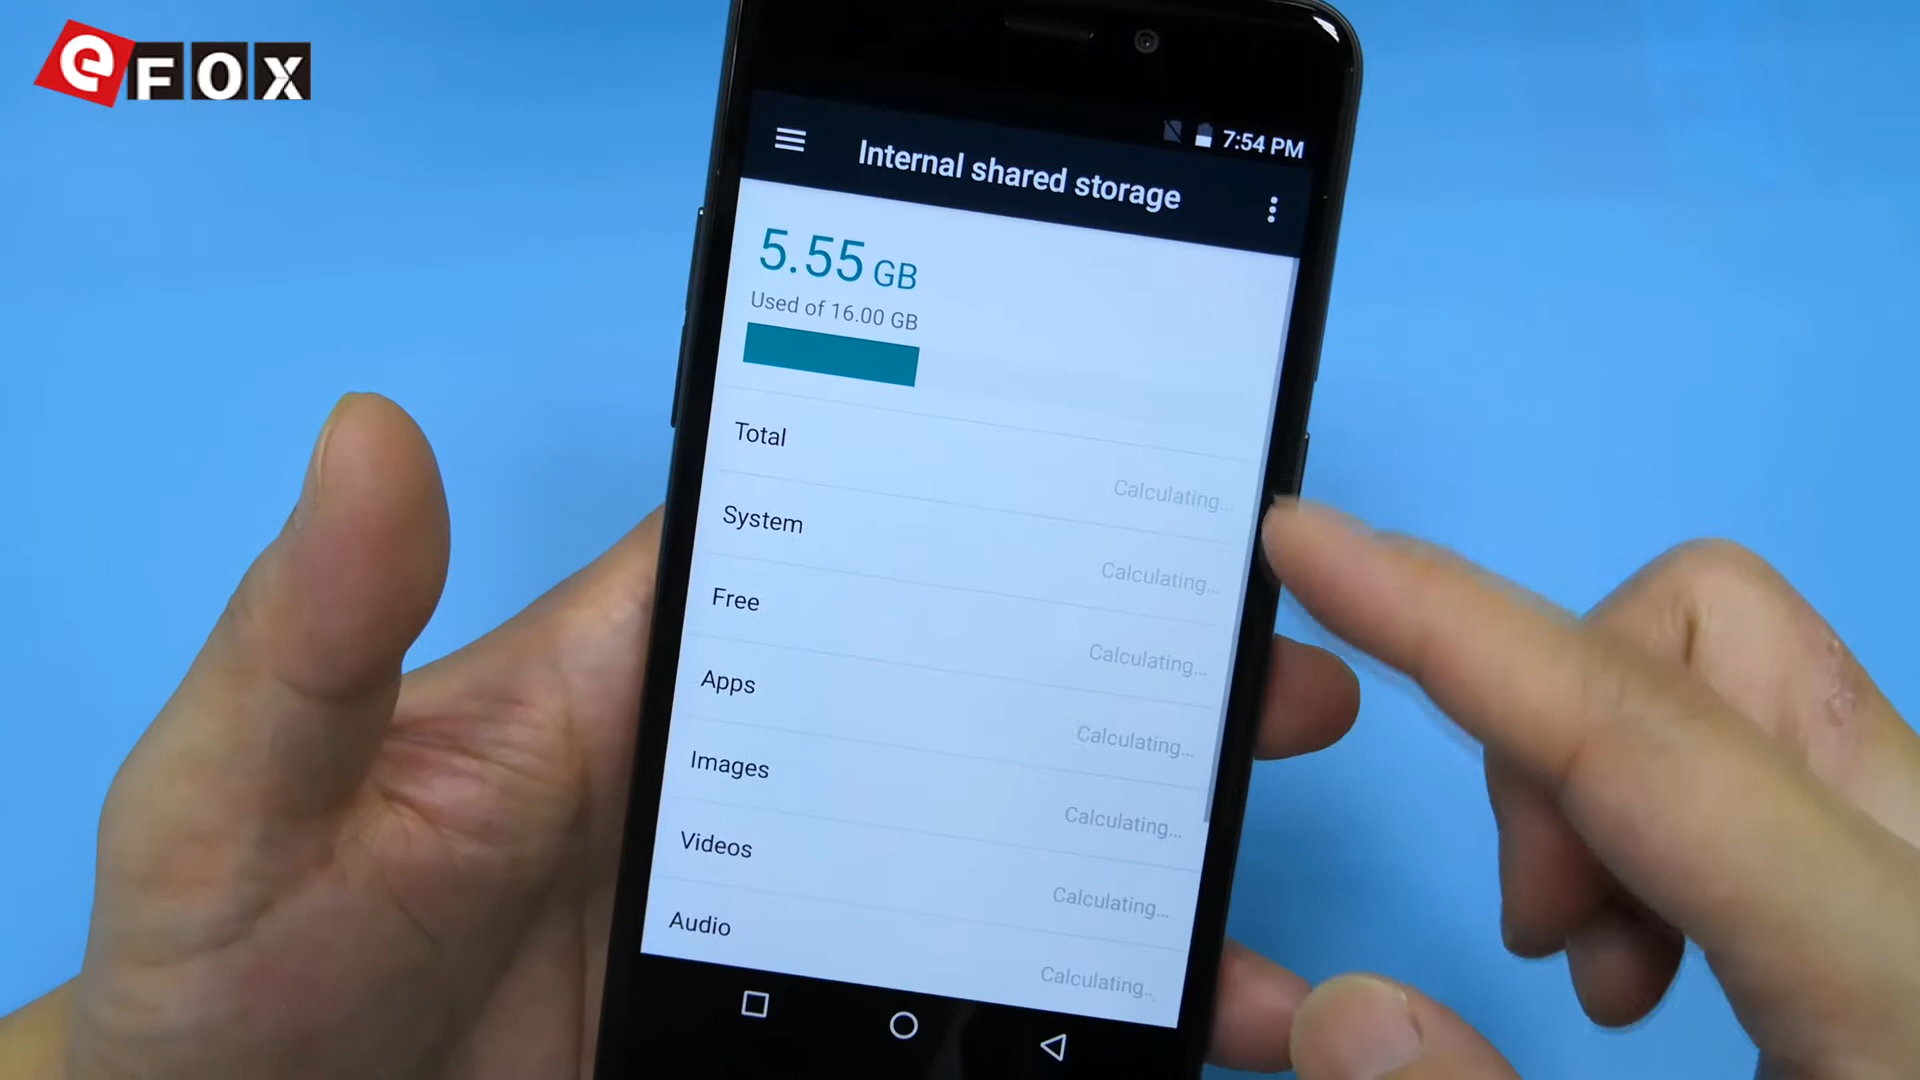 eFOX
7:54 PM
Internal shared storage
5.55 GB
Used of 16.00 GB
Total
Calculating...
System
Calculating...
Free
Calculating...
Apps
Calculating...
Images
Calculating...
Videos
Calculating...
Audio
Calculating...